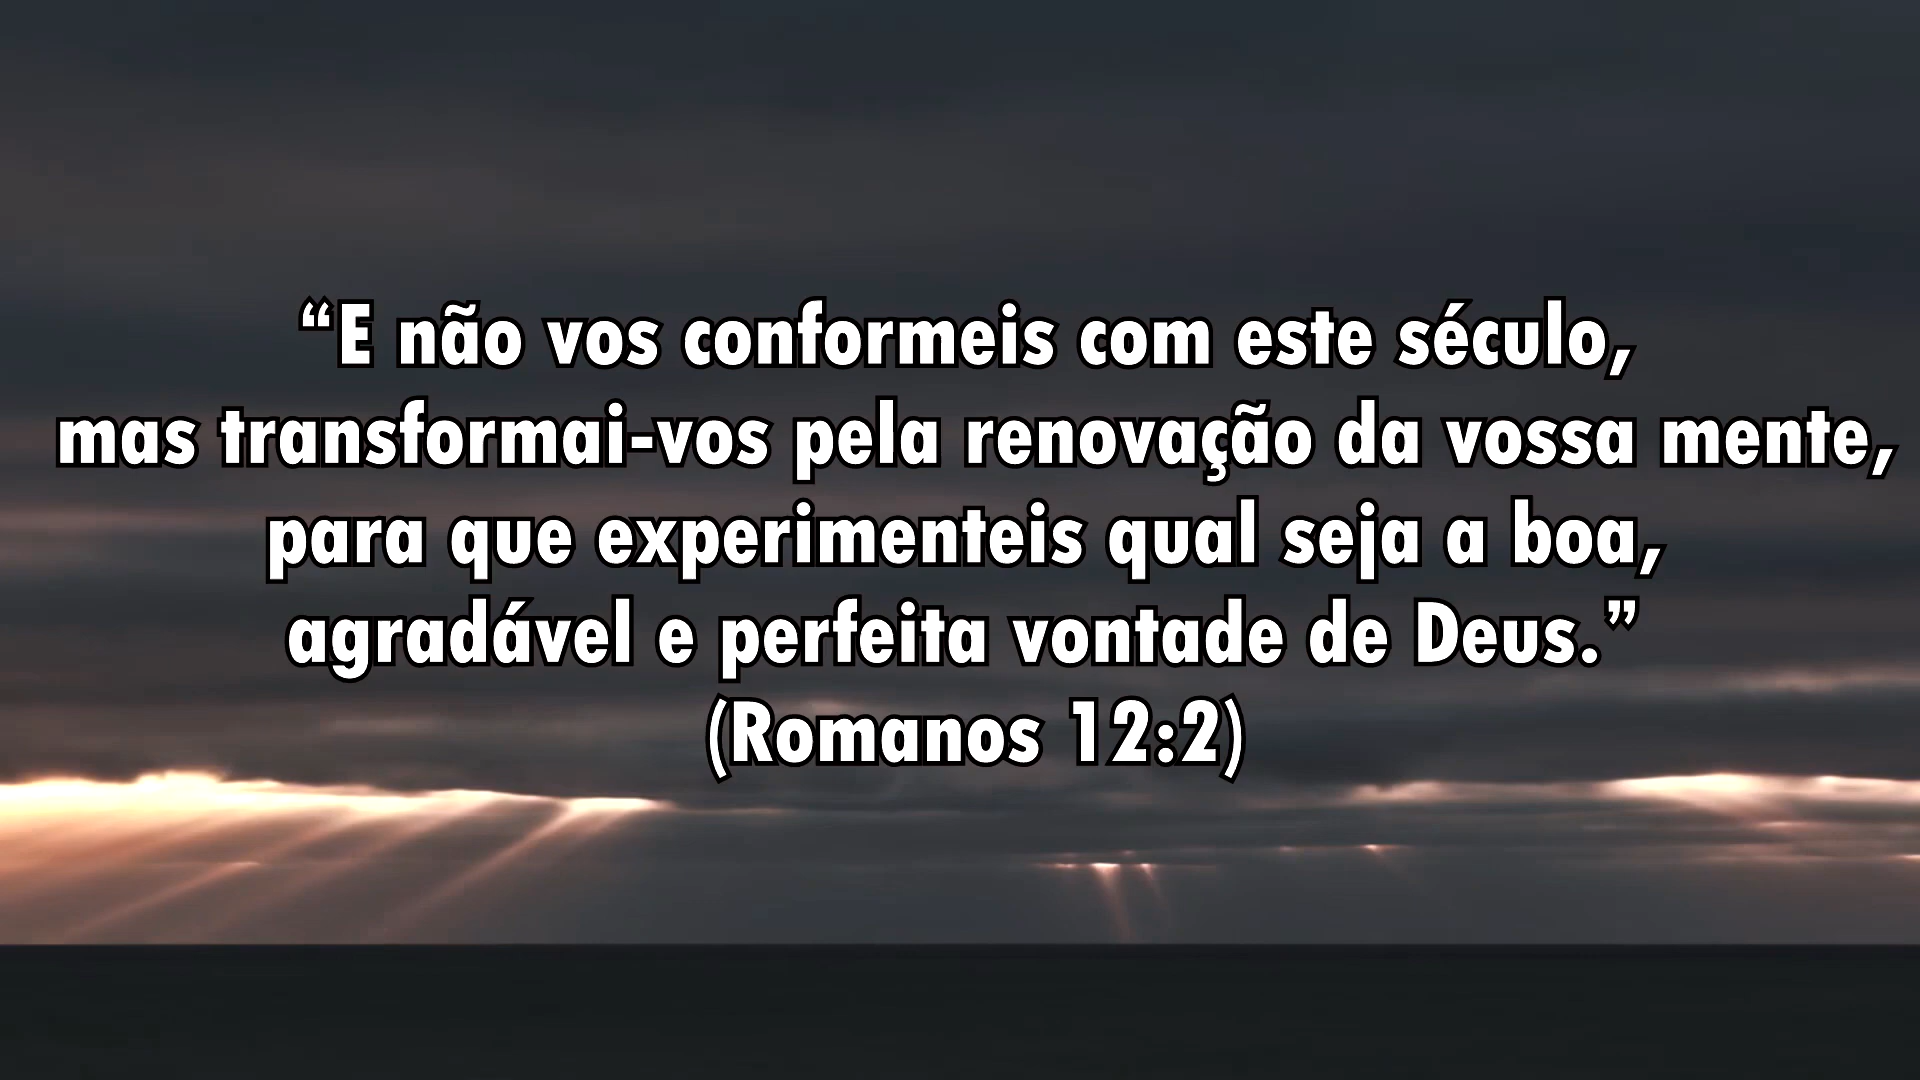 “E não vos conformeis com este século,
mas transformai-vos pela renovação da vossa mente,
para que experimenteis qual seja a boa,
agradável e perfeita vontade de Deus.”
(Romanos 12:2)